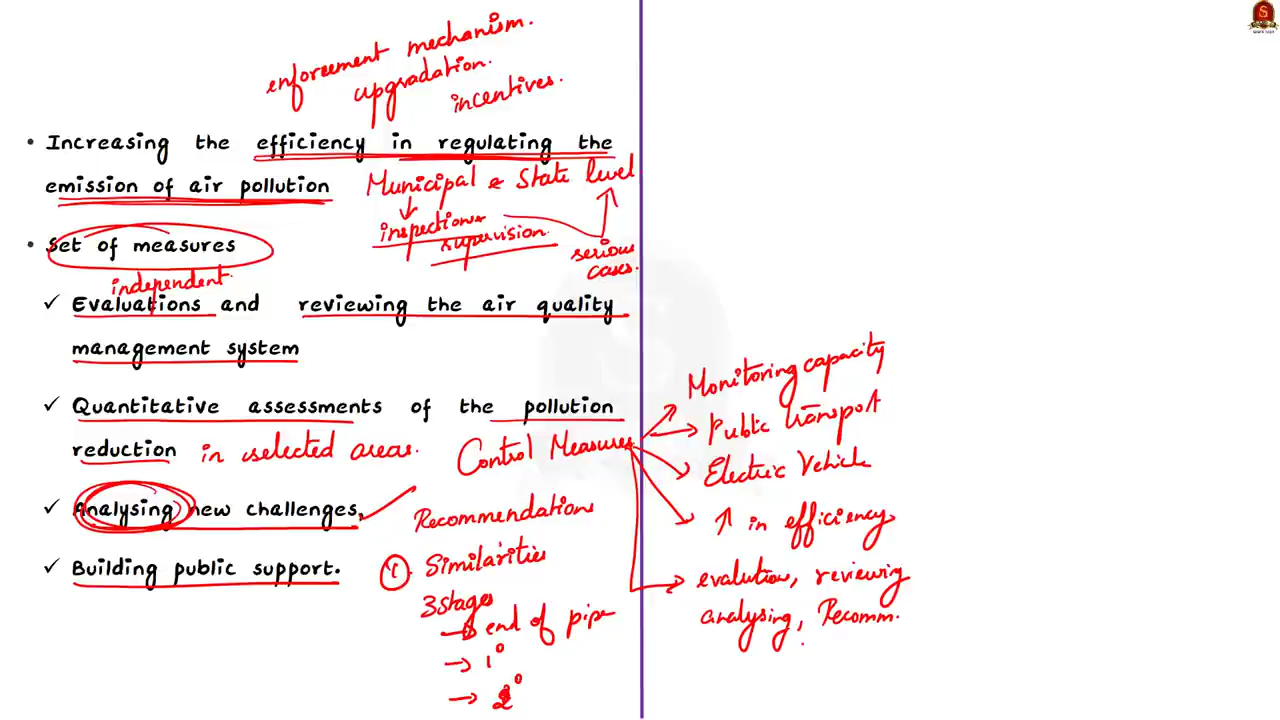 enforcement mechanism.
upgradation.
incentives.
• Increasing the efficiency in regulating the
emission of air pollution
Municipal & State level
inspection &
supervision.
serious
cases.
• Set of measures
independent.
✓ Evaluations and reviewing the air quality
management system
✓ Quantitative assessments of the pollution
reduction in selected areas.
✓ Analysing new challenges,
✓ Building public support.
Control Measures
Recommendations
① Similarities
3 stages
→ end of pipe
→ 1°
→ 2°
Monitoring capacity
Public transport
Electric Vehicle
↑ in efficiency
evalution, reviewing
analysing, Recomm.